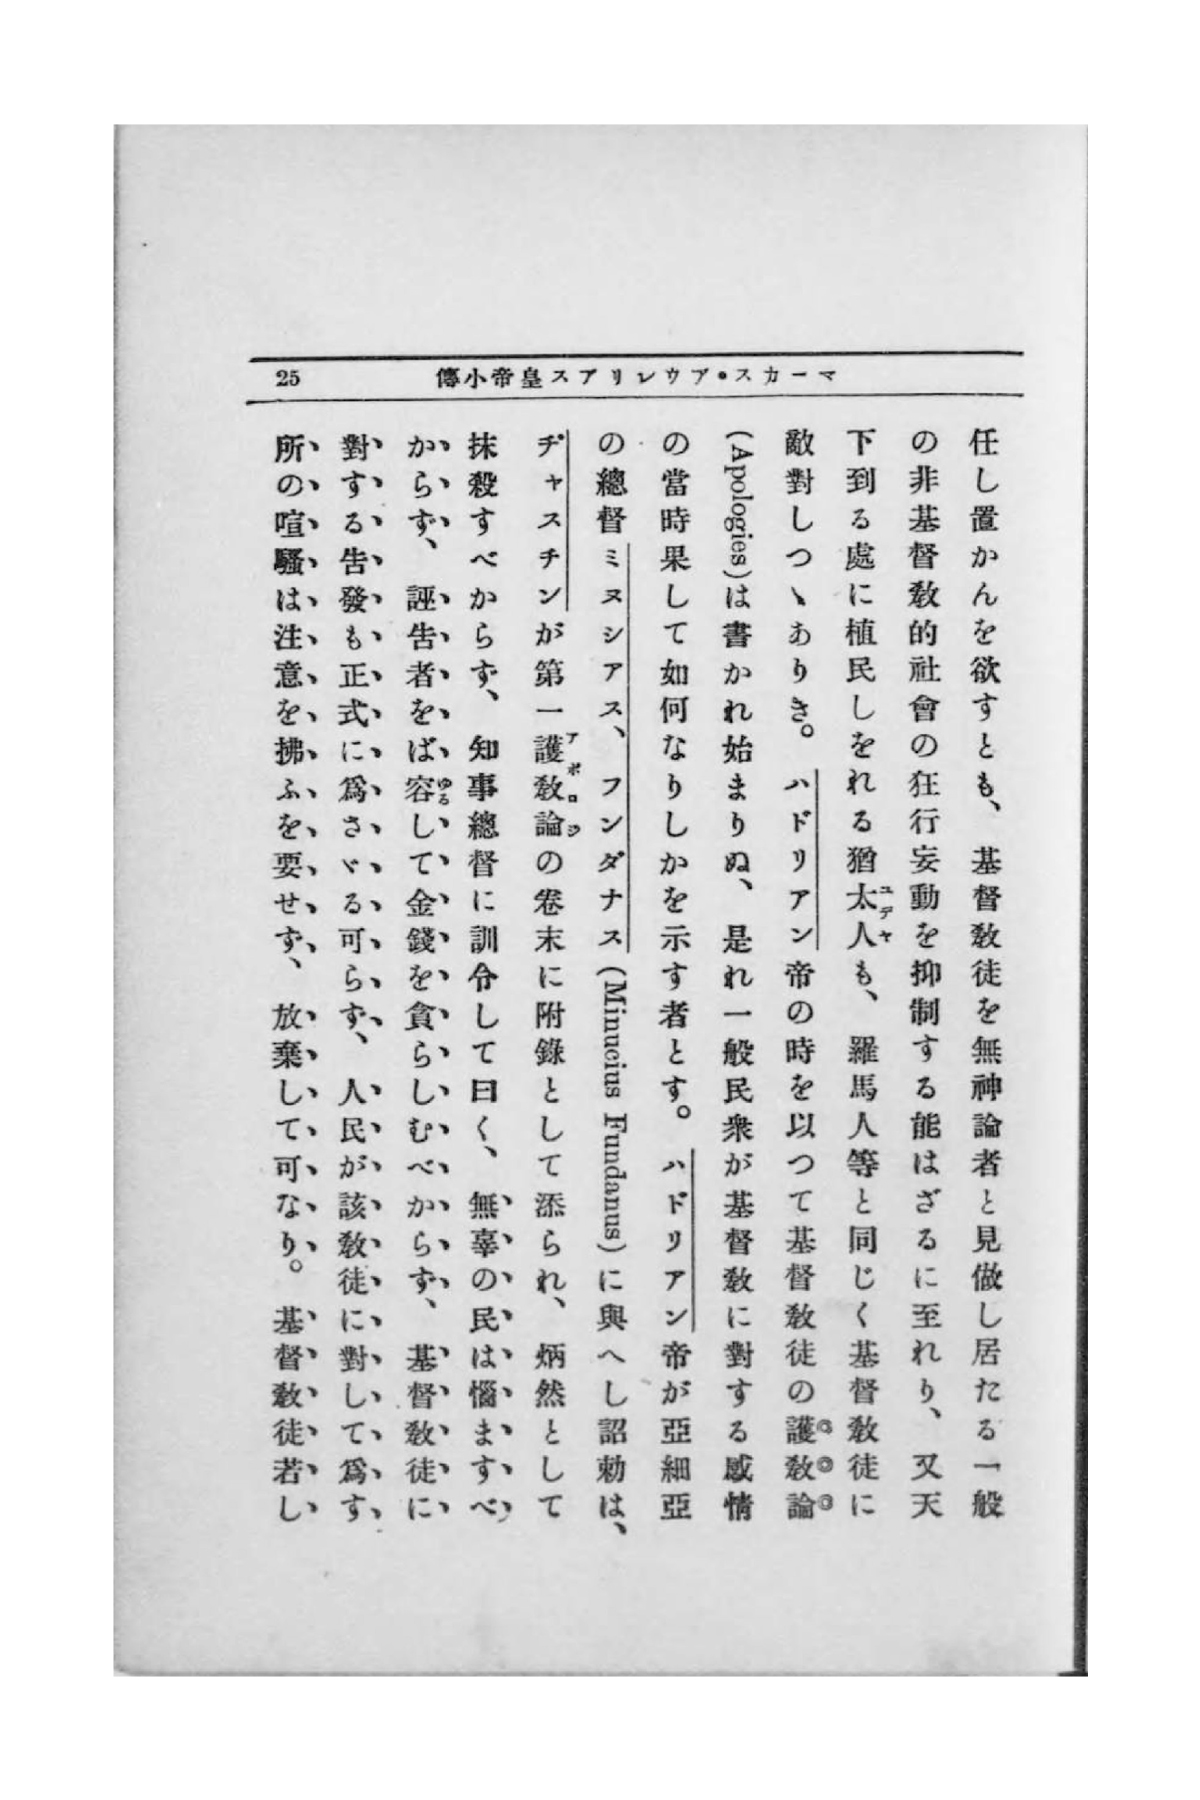 マーカス・アウレリアス皇帝小傳
25
任し置かんを欲すとも、基督敎徒を無神論者と見做し居たる一般
の非基督敎的社會の狂行妄動を抑制する能はざるに至れり、又天
下到る處に植民しをれる猶太人も、羅馬人等と同じく基督敎徒に
敵對しつゝありき。ハドリアン帝の時を以つて基督敎徒の護敎論
(Apologies)は書かれ始まりぬ、是れ一般民衆が基督敎に對する感情
の當時果して如何なりしかを示す者とす。ハドリアン帝が亞細亞
の總督ミヌシアス、フンダナス(Minucius Fundanus)に與へし詔勅は、
ヂャスチンが第一護敎論の卷末に附錄として添られ、炳然として
抹殺すべからず、知事總督に訓令して曰く、無辜の民は惱ますべ
からず、誣告者をば容して金錢を貪らしむべからず、基督敎徒に
對する告發も正式に爲さゞる可らず、人民が該敎徒に對して爲す
所の喧騷は注意を拂ふを要せず、放棄して可なり。基督敎徒若し